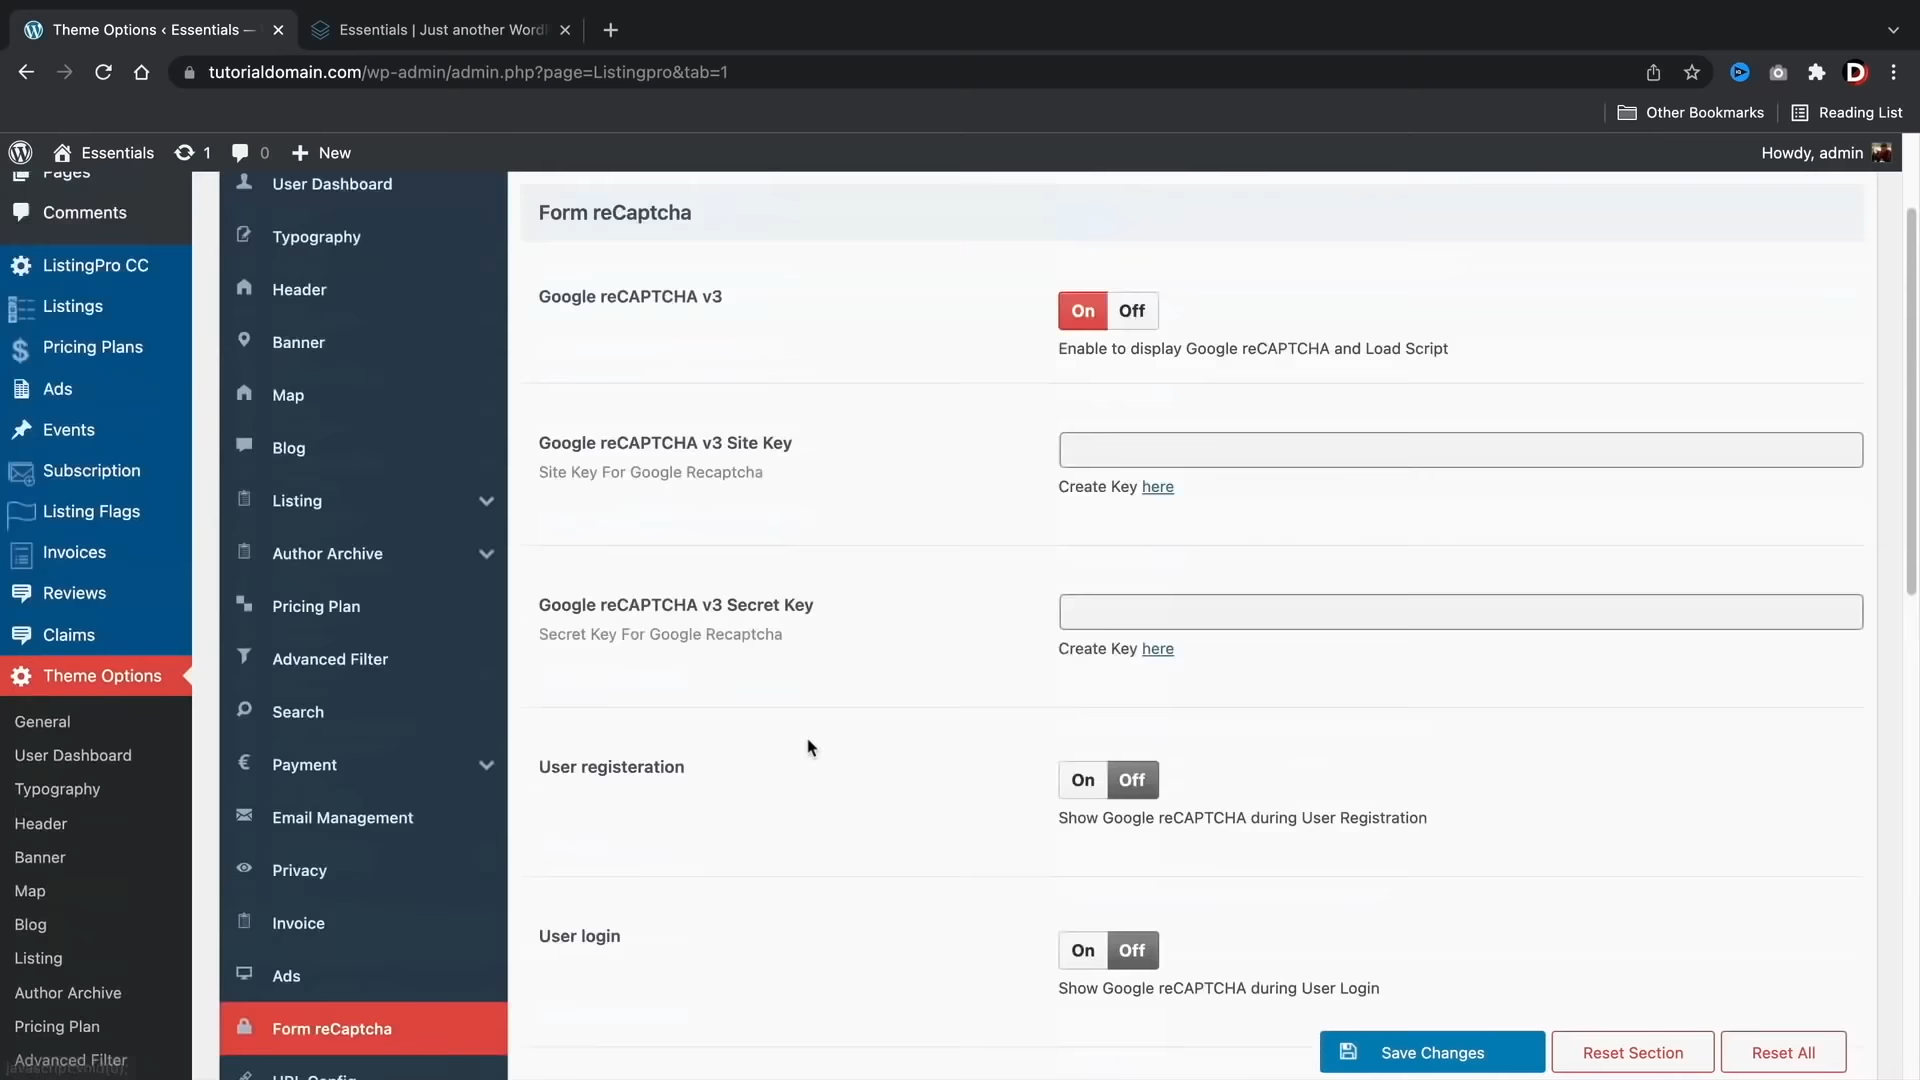 Theme Options ‹ Essentials —
Essentials | Just another Word
tutorialdomain.com/wp-admin/admin.php?page=Listingpro&tab=1
Other Bookmarks
Reading List
Essentials
1
0
New
Howdy, admin
Pages
Comments
ListingPro CC
Listings
Pricing Plans
Ads
Events
Subscription
Listing Flags
Invoices
Reviews
Claims
Theme Options
General
User Dashboard
Typography
Header
Banner
Map
Blog
Listing
Author Archive
Pricing Plan
Advanced Filter
User Dashboard
Typography
Header
Banner
Map
Blog
Listing
Author Archive
Pricing Plan
Advanced Filter
Search
Payment
Email Management
Privacy
Invoice
Ads
Form reCaptcha
URL Config
Form reCaptcha
Google reCAPTCHA v3
On Off
Enable to display Google reCAPTCHA and Load Script
Google reCAPTCHA v3 Site Key
Site Key For Google Recaptcha
Create Key here
Google reCAPTCHA v3 Secret Key
Secret Key For Google Recaptcha
Create Key here
User registeration
On Off
Show Google reCAPTCHA during User Registration
User login
On Off
Show Google reCAPTCHA during User Login
Save Changes
Reset Section
Reset All